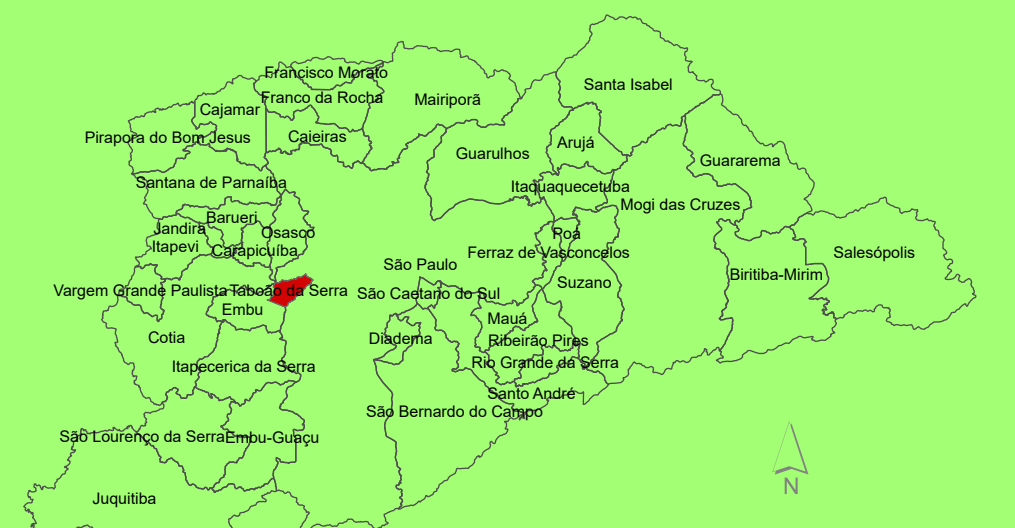 Francisco Morato
Santa Isabel
Franco da Rocha
Mairiporã
Cajamar
Pirapora do Bom Jesus
Caieiras
Arujá
Guarulhos
Guararema
Santana de Parnaíba
Itaquaquecetuba
Mogi das Cruzes
Barueri
Jandira
Osasco
Poá
Itapevi
Carapicuíba
Ferraz de Vasconcelos
Salesópolis
São Paulo
Biritiba-Mirim
Suzano
Vargem Grande Paulista
Taboão da Serra
São Caetano do Sul
Embu
Mauá
Cotia
Diadema
Ribeirão Pires
Itapecerica da Serra
Rio Grande da Serra
Santo André
São Bernardo do Campo
São Lourenço da Serra
Embu-Guaçu
N
Juquitiba